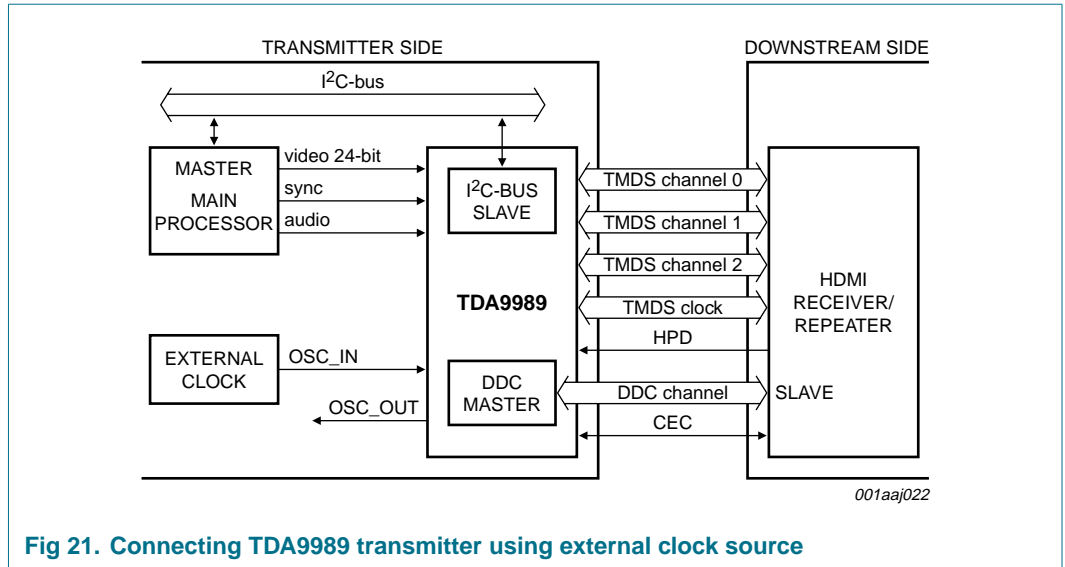 TRANSMITTER SIDE
DOWNSTREAM SIDE
I2C-bus
MASTER
MAIN
PROCESSOR
video 24-bit
sync
audio
I2C-BUS
SLAVE
TDA9989
TMDS channel 0
TMDS channel 1
TMDS channel 2
TMDS clock
HPD
HDMI
RECEIVER/
REPEATER
EXTERNAL
CLOCK
OSC_IN
OSC_OUT
DDC
MASTER
DDC channel
SLAVE
CEC
001aaj022
Fig 21. Connecting TDA9989 transmitter using external clock source